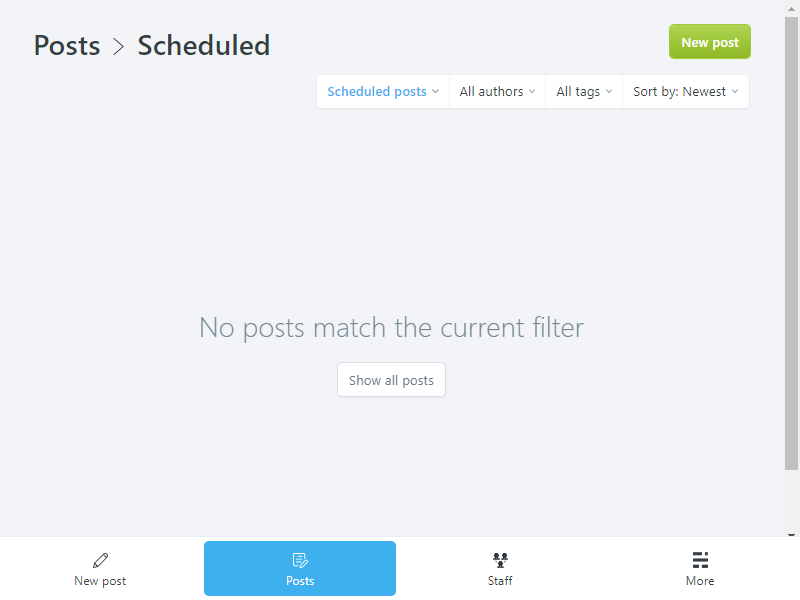 Posts > Scheduled
New post
Scheduled posts
All authors
All tags
Sort by: Newest
No posts match the current filter
Show all posts
New post
Posts
Staff
More